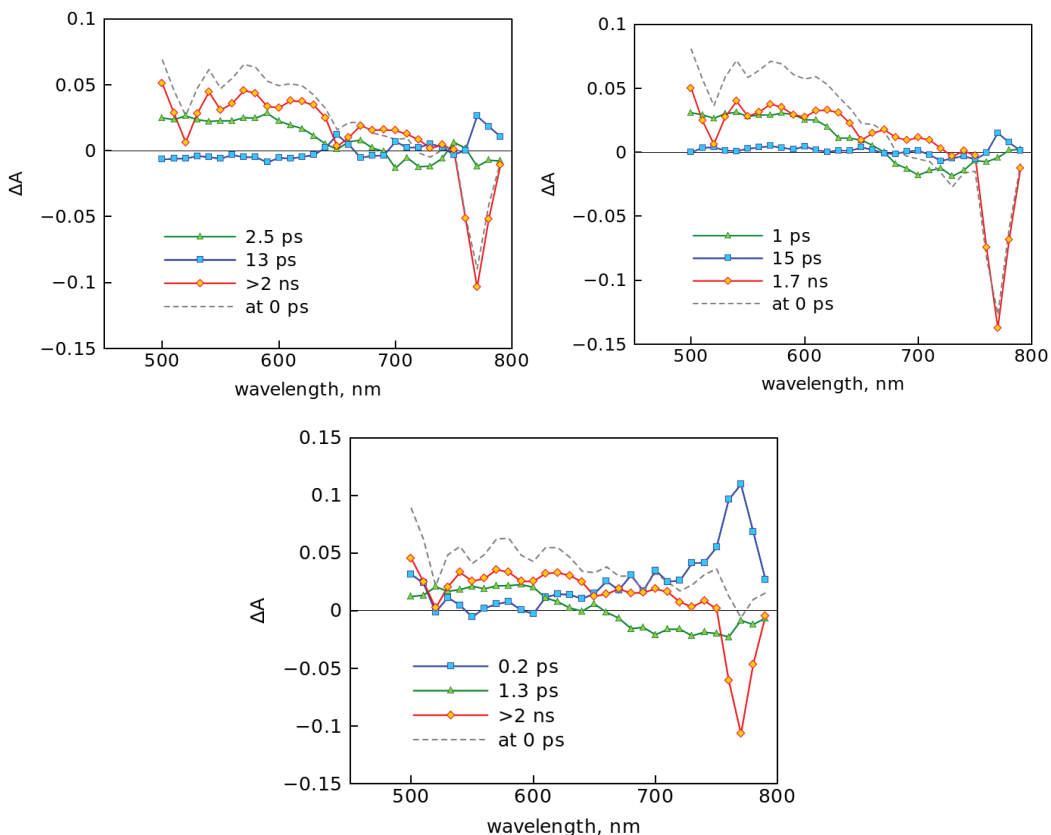 0.1
0.05
0
−0.05
−0.1
−0.15
ΔA
2.5 ps
13 ps
>2 ns
at 0 ps
500
600
700
800
wavelength, nm
0.1
0.05
0
−0.05
−0.1
−0.15
ΔA
1 ps
15 ps
1.7 ns
at 0 ps
500
600
700
800
wavelength, nm
0.15
0.1
0.05
0
−0.05
−0.1
−0.15
ΔA
0.2 ps
1.3 ps
>2 ns
at 0 ps
500
600
700
800
wavelength, nm